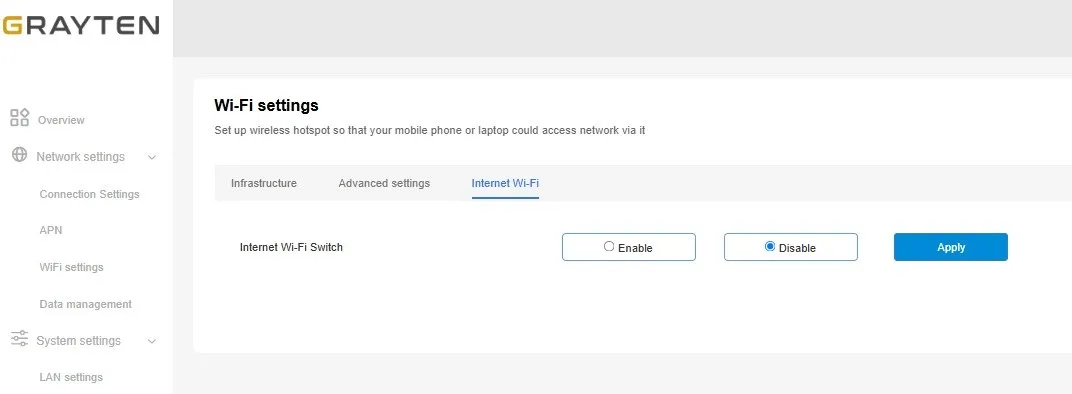 GRAYTEN
Overview
Network settings
Connection Settings
APN
WiFi settings
Data management
System settings
LAN settings
Wi-Fi settings
Set up wireless hotspot so that your mobile phone or laptop could access network via it
Infrastructure Advanced settings Internet Wi-Fi
Internet Wi-Fi Switch Enable Disable Apply